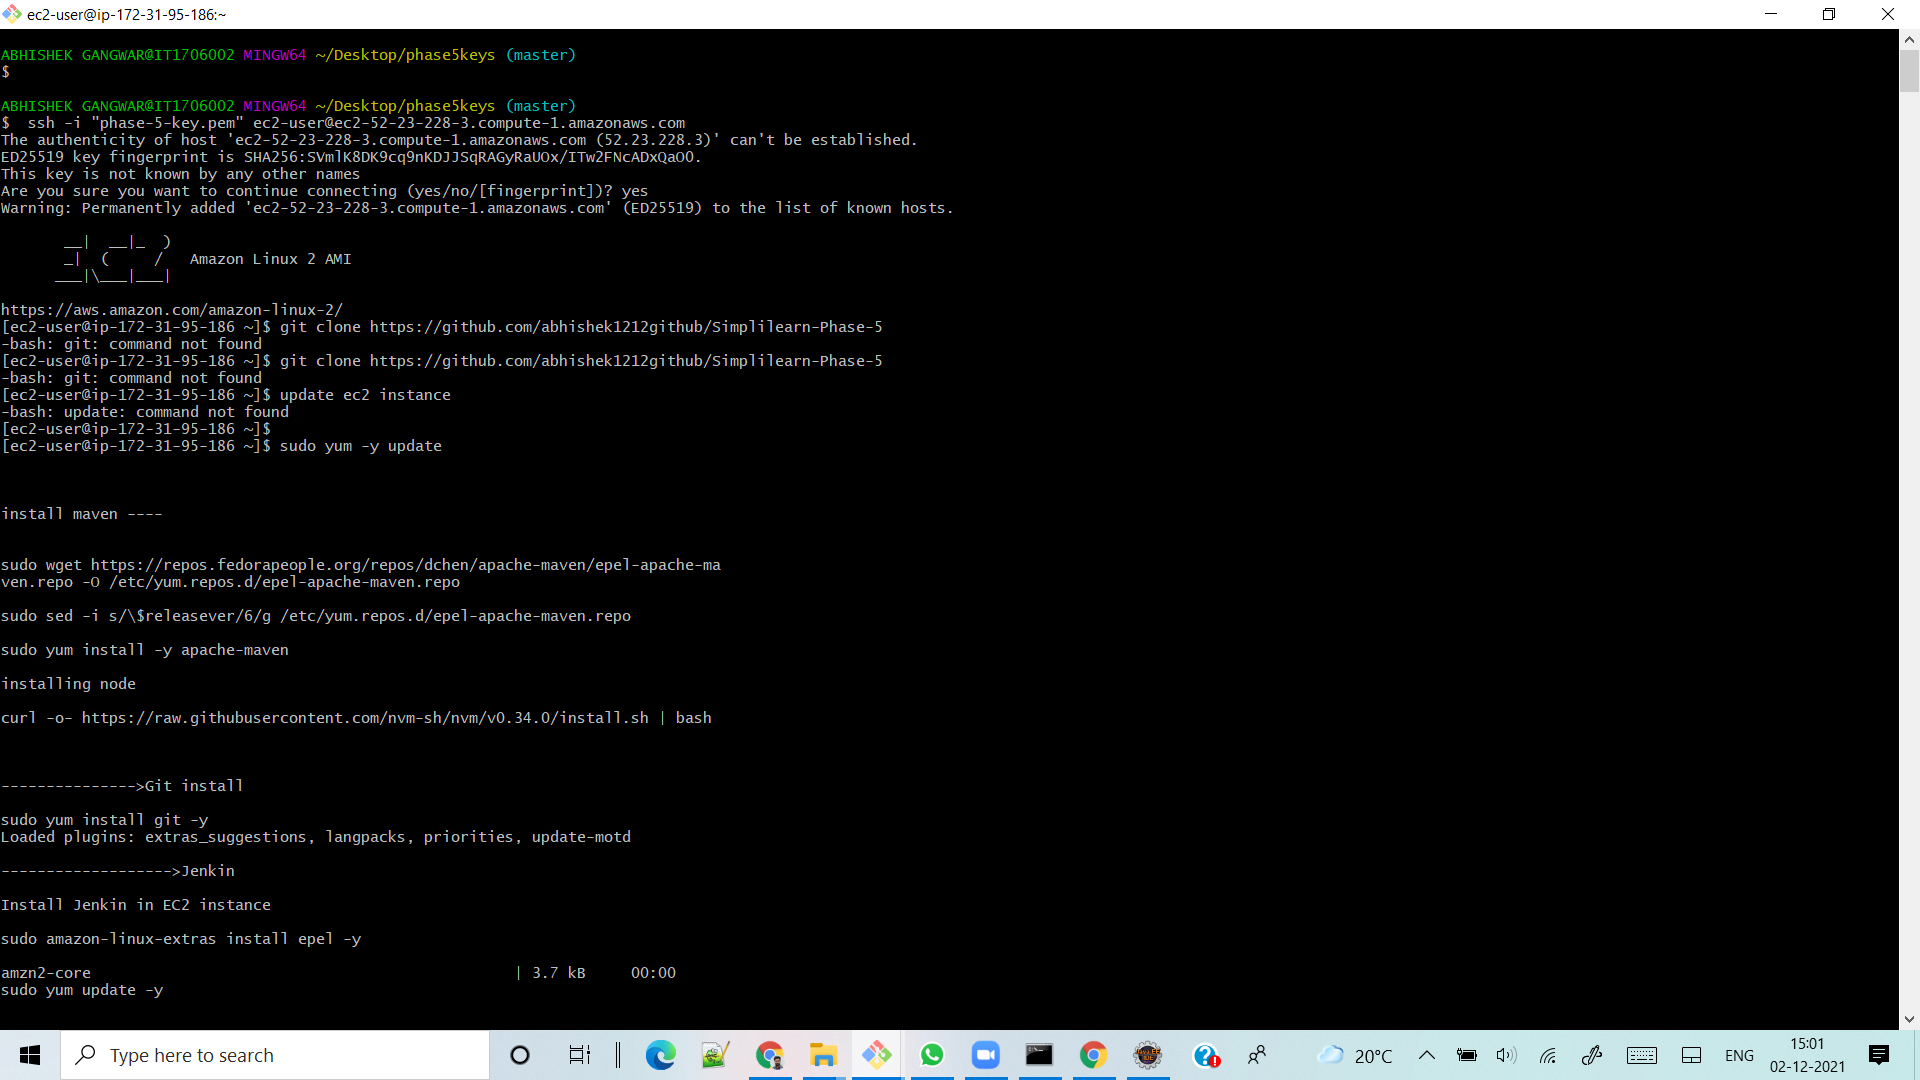 ec2-user@ip-172-31-95-186:~
ABHISHEK GANGWAR@IT1706002 MINGW64 ~/Desktop/phase5keys (master)
$
ABHISHEK GANGWAR@IT1706002 MINGW64 ~/Desktop/phase5keys (master)
$  ssh -i "phase-5-key.pem" ec2-user@ec2-52-23-228-3.compute-1.amazonaws.com
The authenticity of host 'ec2-52-23-228-3.compute-1.amazonaws.com (52.23.228.3)' can't be established.
ED25519 key fingerprint is SHA256:SVmlK8DK9cq9nKDJJSqRAGyRaUOx/ITw2FNcADxQaO0.
This key is not known by any other names
Are you sure you want to continue connecting (yes/no/[fingerprint])? yes
Warning: Permanently added 'ec2-52-23-228-3.compute-1.amazonaws.com' (ED25519) to the list of known hosts.
       __|  __|_  )
       _|  (     /   Amazon Linux 2 AMI
      ___|\___|___|
https://aws.amazon.com/amazon-linux-2/
[ec2-user@ip-172-31-95-186 ~]$ git clone https://github.com/abhishek1212github/Simplilearn-Phase-5
-bash: git: command not found
[ec2-user@ip-172-31-95-186 ~]$ git clone https://github.com/abhishek1212github/Simplilearn-Phase-5
-bash: git: command not found
[ec2-user@ip-172-31-95-186 ~]$ update ec2 instance
-bash: update: command not found
[ec2-user@ip-172-31-95-186 ~]$
[ec2-user@ip-172-31-95-186 ~]$ sudo yum -y update
install maven ----
sudo wget https://repos.fedorapeople.org/repos/dchen/apache-maven/epel-apache-ma
ven.repo -O /etc/yum.repos.d/epel-apache-maven.repo
sudo sed -i s/\$releasever/6/g /etc/yum.repos.d/epel-apache-maven.repo
sudo yum install -y apache-maven
installing node
curl -o- https://raw.githubusercontent.com/nvm-sh/nvm/v0.34.0/install.sh | bash
--------------->Git install
sudo yum install git -y
Loaded plugins: extras_suggestions, langpacks, priorities, update-motd
------------------->Jenkin
Install Jenkin in EC2 instance
sudo amazon-linux-extras install epel -y
amzn2-core                                               | 3.7 kB     00:00
sudo yum update -y
Type here to search
20°C
ENG
15:01
02-12-2021